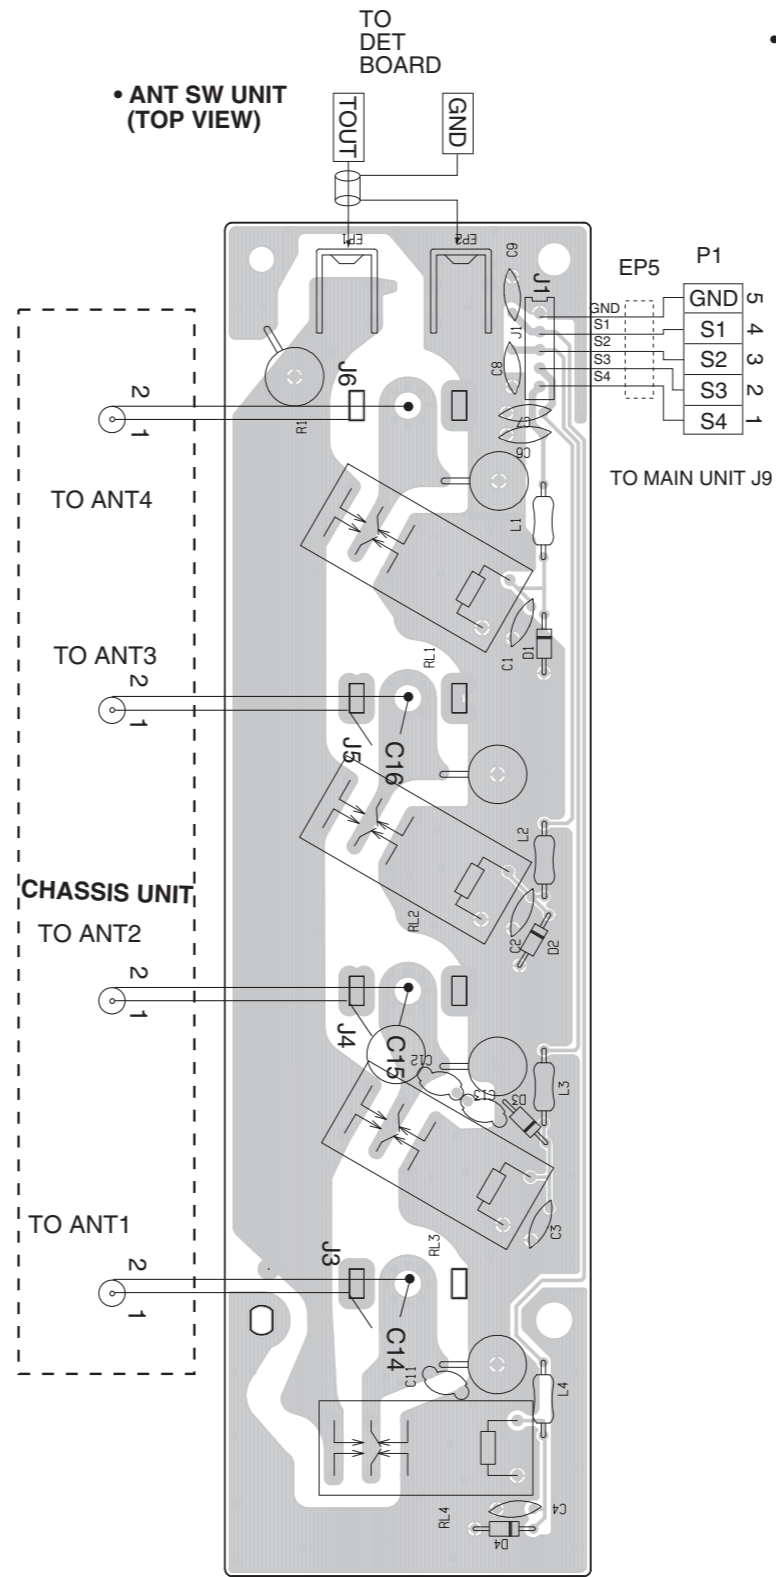 TO
DET
BOARD
• ANT SW UNIT
(TOP VIEW)
TOUT
GND
EP1
EP2
C9
J1
J1
EP5
P1
GND
S1
S2
S3
S4
GND 5
S1 4
S2 3
S3 2
S4 1
TO MAIN UNIT J9
C8
C7
C6
R1
J6
2
1
TO ANT4
L1
C1
D1
RL1
TO ANT3
2
1
J5
C16
L2
C2
D2
RL2
CHASSIS UNIT
TO ANT2
2
1
J4
C15
C12
C13
D3
L3
C3
RL3
TO ANT1
2
1
J3
C14
C11
L4
RL4
C4
D4